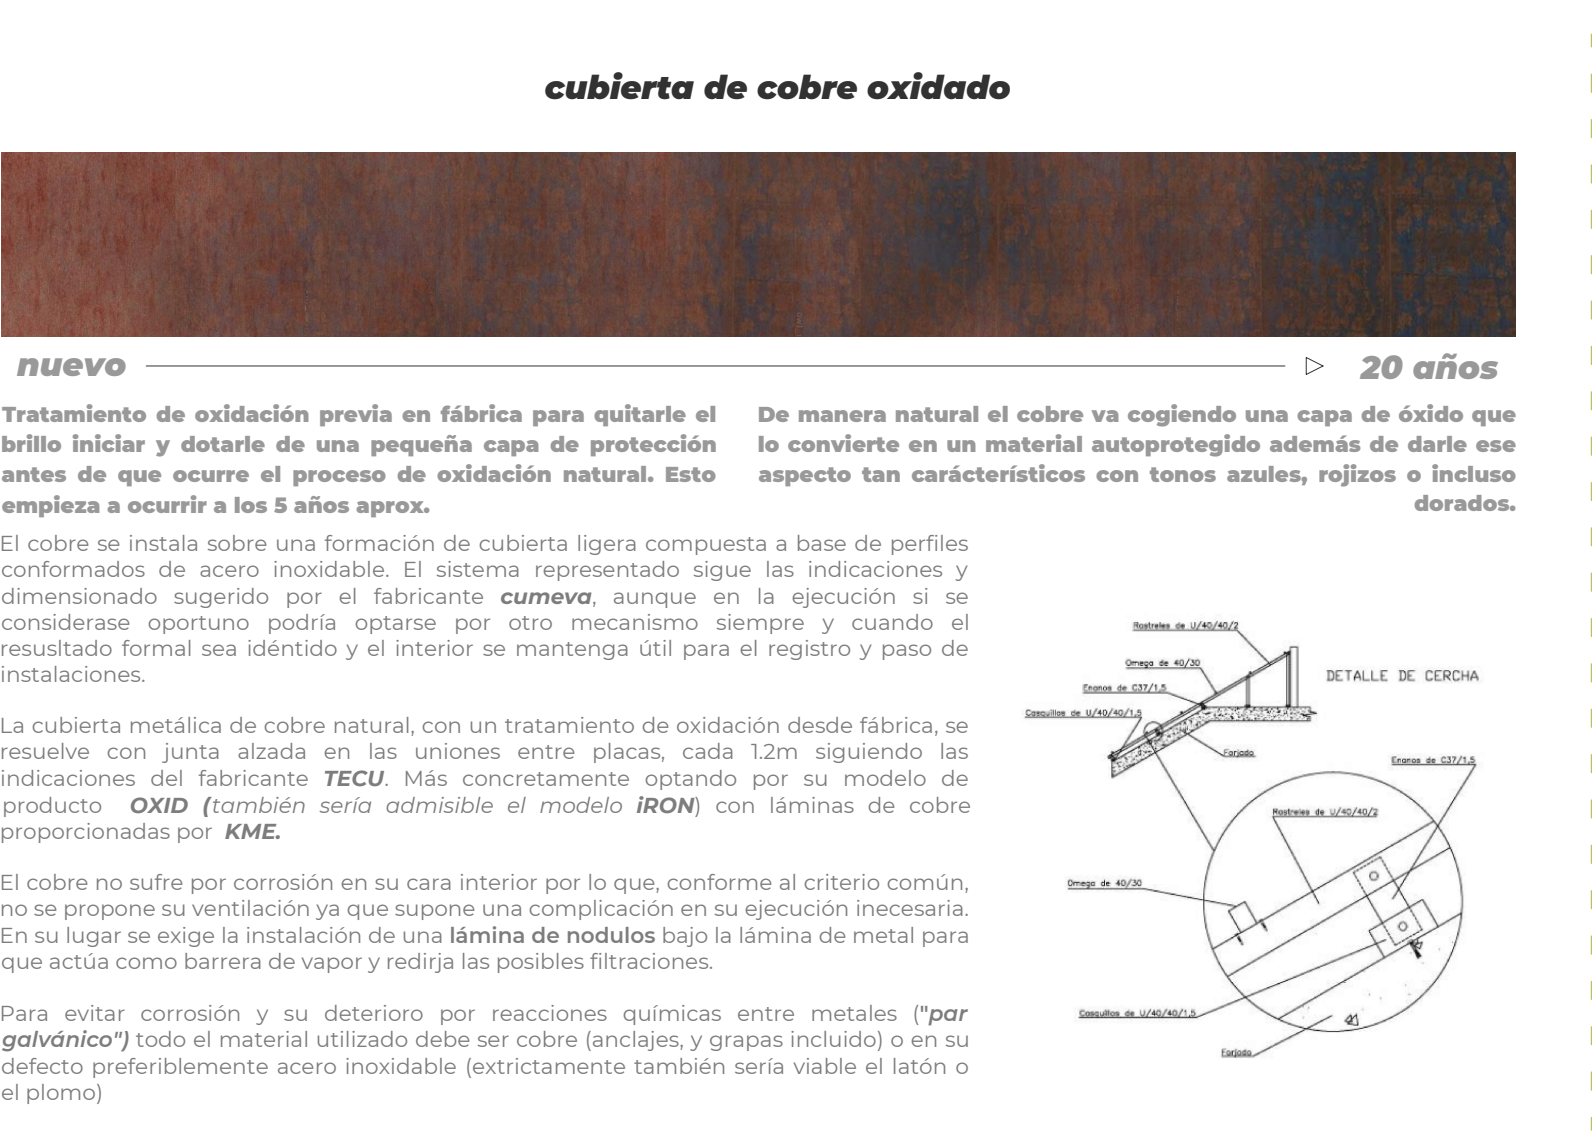 cubierta de cobre oxidado
nuevo
20 años
Tratamiento de oxidación previa en fábrica para quitarle el
brillo iniciar y dotarle de una pequeña capa de protección
antes de que ocurre el proceso de oxidación natural. Esto
empieza a ocurrir a los 5 años aprox.
De manera natural el cobre va cogiendo una capa de óxido que
lo convierte en un material autoprotegido además de darle ese
aspecto tan carácterísticos con tonos azules, rojizos o incluso
dorados.
El cobre se instala sobre una formación de cubierta ligera compuesta a base de perfiles
conformados de acero inoxidable. El sistema representado sigue las indicaciones y
dimensionado sugerido por el fabricante cumeva, aunque en la ejecución si se
considerase oportuno podría optarse por otro mecanismo siempre y cuando el
resusltado formal sea idéntido y el interior se mantenga útil para el registro y paso de
instalaciones.
La cubierta metálica de cobre natural, con un tratamiento de oxidación desde fábrica, se
resuelve con junta alzada en las uniones entre placas, cada 1.2m siguiendo las
indicaciones del fabricante TECU. Más concretamente optando por su modelo de
producto OXID (también sería admisible el modelo iRON) con láminas de cobre
proporcionadas por KME.
El cobre no sufre por corrosión en su cara interior por lo que, conforme al criterio común,
no se propone su ventilación ya que supone una complicación en su ejecución inecesaria.
En su lugar se exige la instalación de una lámina de nodulos bajo la lámina de metal para
que actúa como barrera de vapor y redirja las posibles filtraciones.
Para evitar corrosión y su deterioro por reacciones químicas entre metales ("par
galvánico") todo el material utilizado debe ser cobre (anclajes, y grapas incluido) o en su
defecto preferiblemente acero inoxidable (extrictamente también sería viable el latón o
el plomo)
Rastreles de U/40/40/2
Omega de 40/30
Enanos de C37/1,5
Casquillos de U/40/40/1,5
Forjado
DETALLE DE CERCHA
Enanos de C37/1,5
Rastreles de U/40/40/2
Omega de 40/30
Casquillos de U/40/40/1,5
Forjado